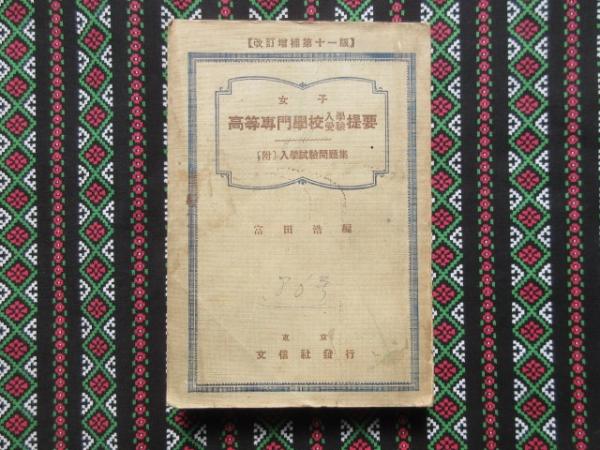 【改訂增補第十一版】
女子
高等專門學校入學受驗提要
〔附〕入學試驗問題集
富田浩編
東京
文信社發行